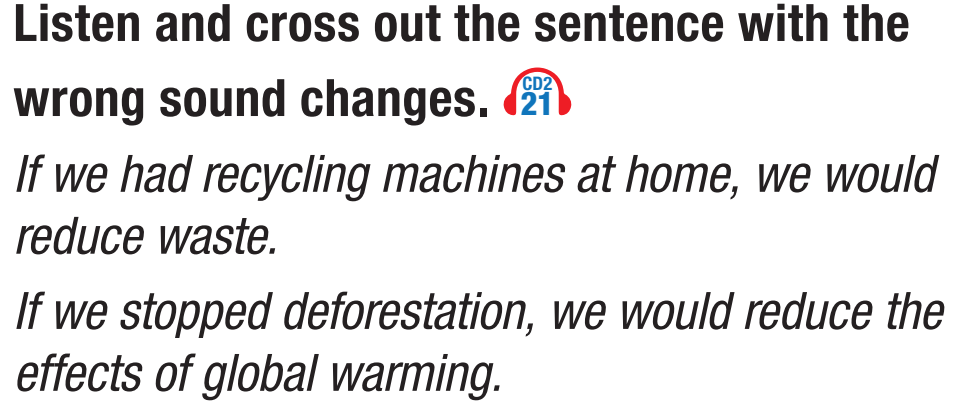 Listen and cross out the sentence with the
wrong sound changes. CD2 21
If we had recycling machines at home, we would
reduce waste.
If we stopped deforestation, we would reduce the
effects of global warming.